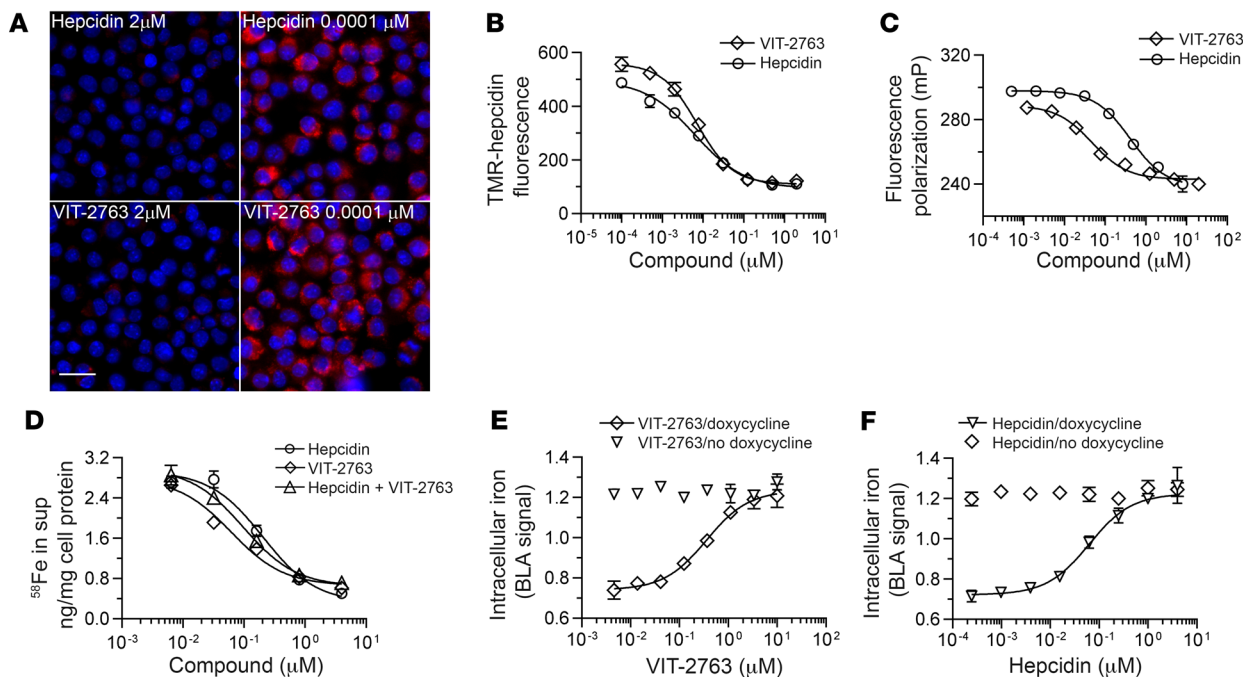 A
Hepcidin 2μM
Hepcidin 0.0001 μM
VIT-2763 2μM
VIT-2763 0.0001 μM
B
VIT-2763
Hepcidin
TMR-hepcidin
fluorescence
600
400
200
0
10-5 10-4 10-3 10-2 10-1 100 101
Compound (μM)
C
VIT-2763
Hepcidin
Fluorescence
polarization (mP)
320
280
240
10-4 10-3 10-2 10-1 100 101 102
Compound (μM)
D
Hepcidin
VIT-2763
Hepcidin + VIT-2763
58Fe in sup
ng/mg cell protein
3.2
2.4
1.6
0.8
0.0
10-3 10-2 10-1 100 101
Compound (μM)
E
VIT-2763/doxycycline
VIT-2763/no doxycycline
Intracellular iron
(BLA signal)
1.4
1.2
1.0
0.8
0.6
10-3 10-2 10-1 100 101 102
VIT-2763 (μM)
F
Hepcidin/doxycycline
Hepcidin/no doxycycline
Intracellular iron
(BLA signal)
1.4
1.2
1.0
0.8
0.6
10-4 10-3 10-2 10-1 100 101
Hepcidin (μM)